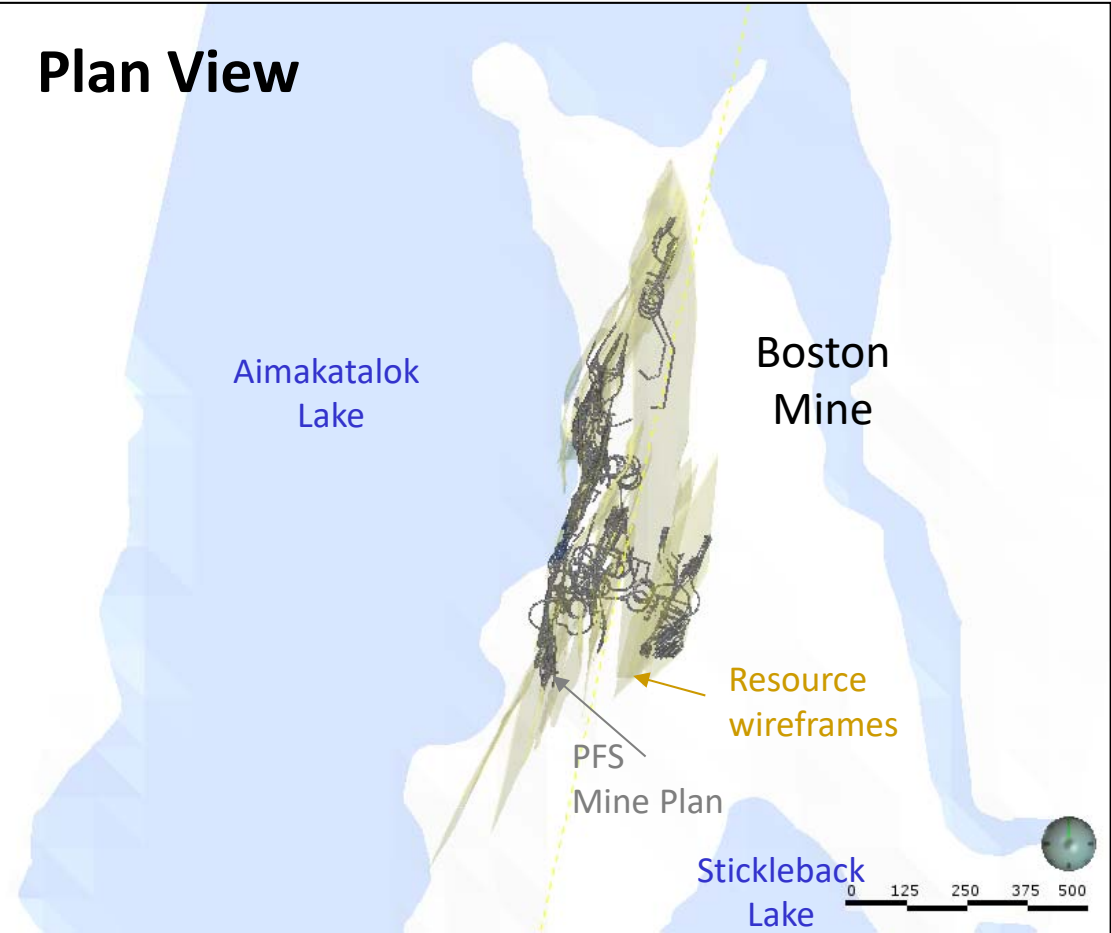 Plan View
Aimakatalok
Lake
Boston
Mine
Resource
wireframes
PFS
Mine Plan
Stickleback
Lake
0 125 250 375 500